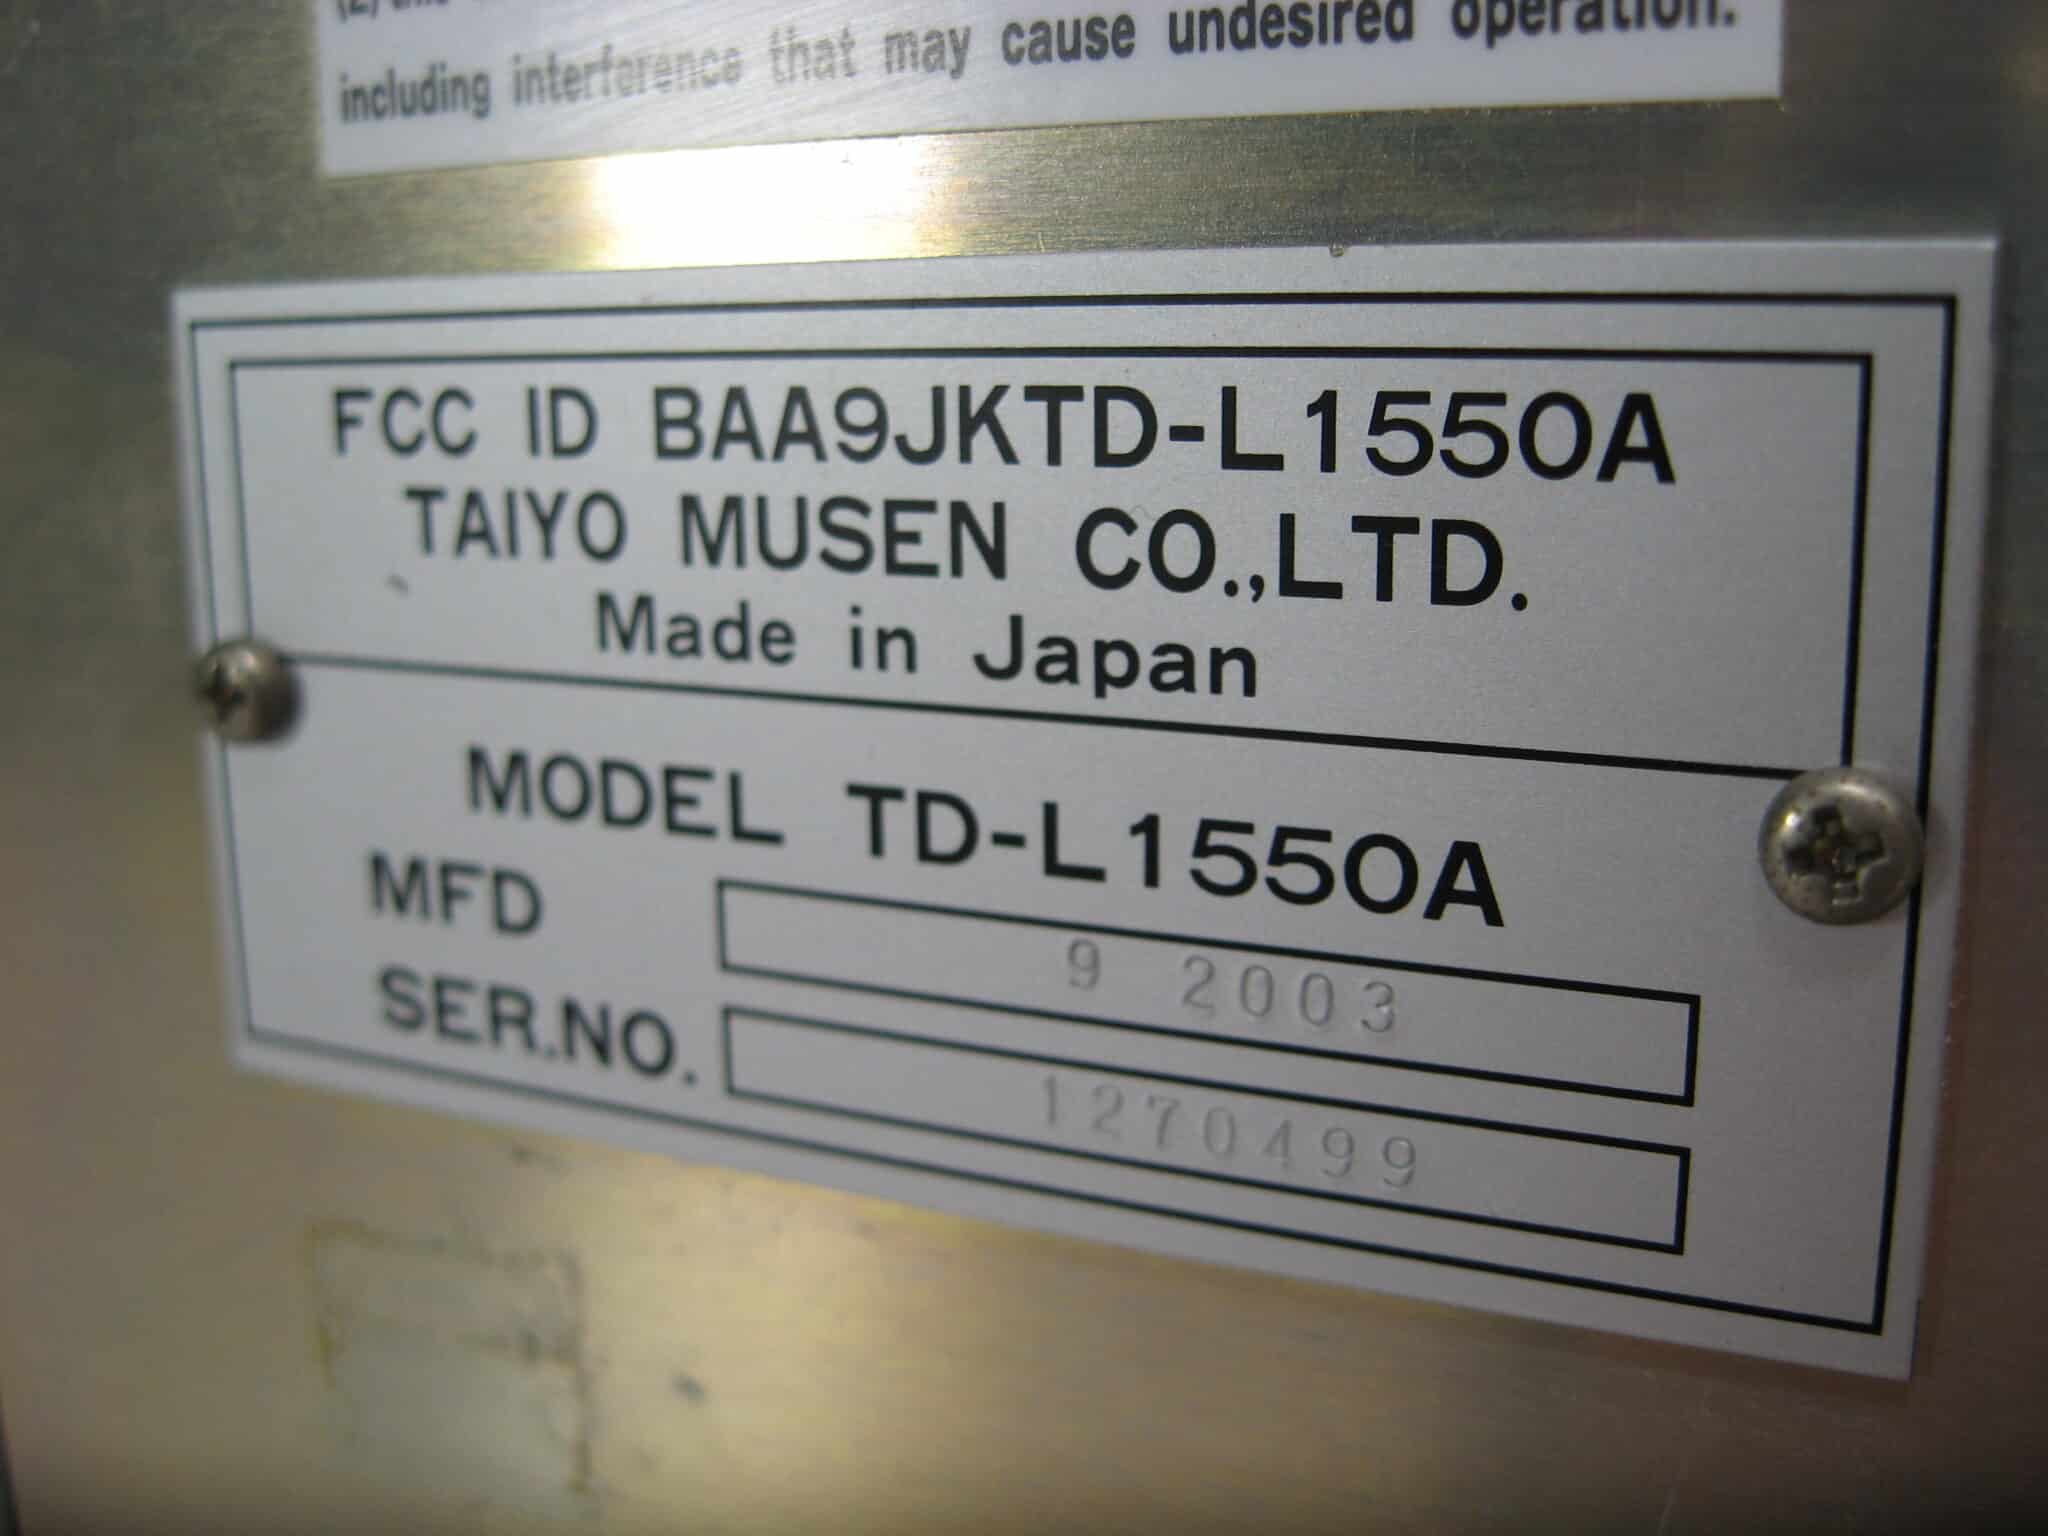 including interference that may cause undesired operation.
FCC ID BAA9JKTD-L1550A
TAIYO MUSEN CO.,LTD.
Made in Japan
MODEL TD-L1550A
MFD 9 2003
SER.NO. 1270499